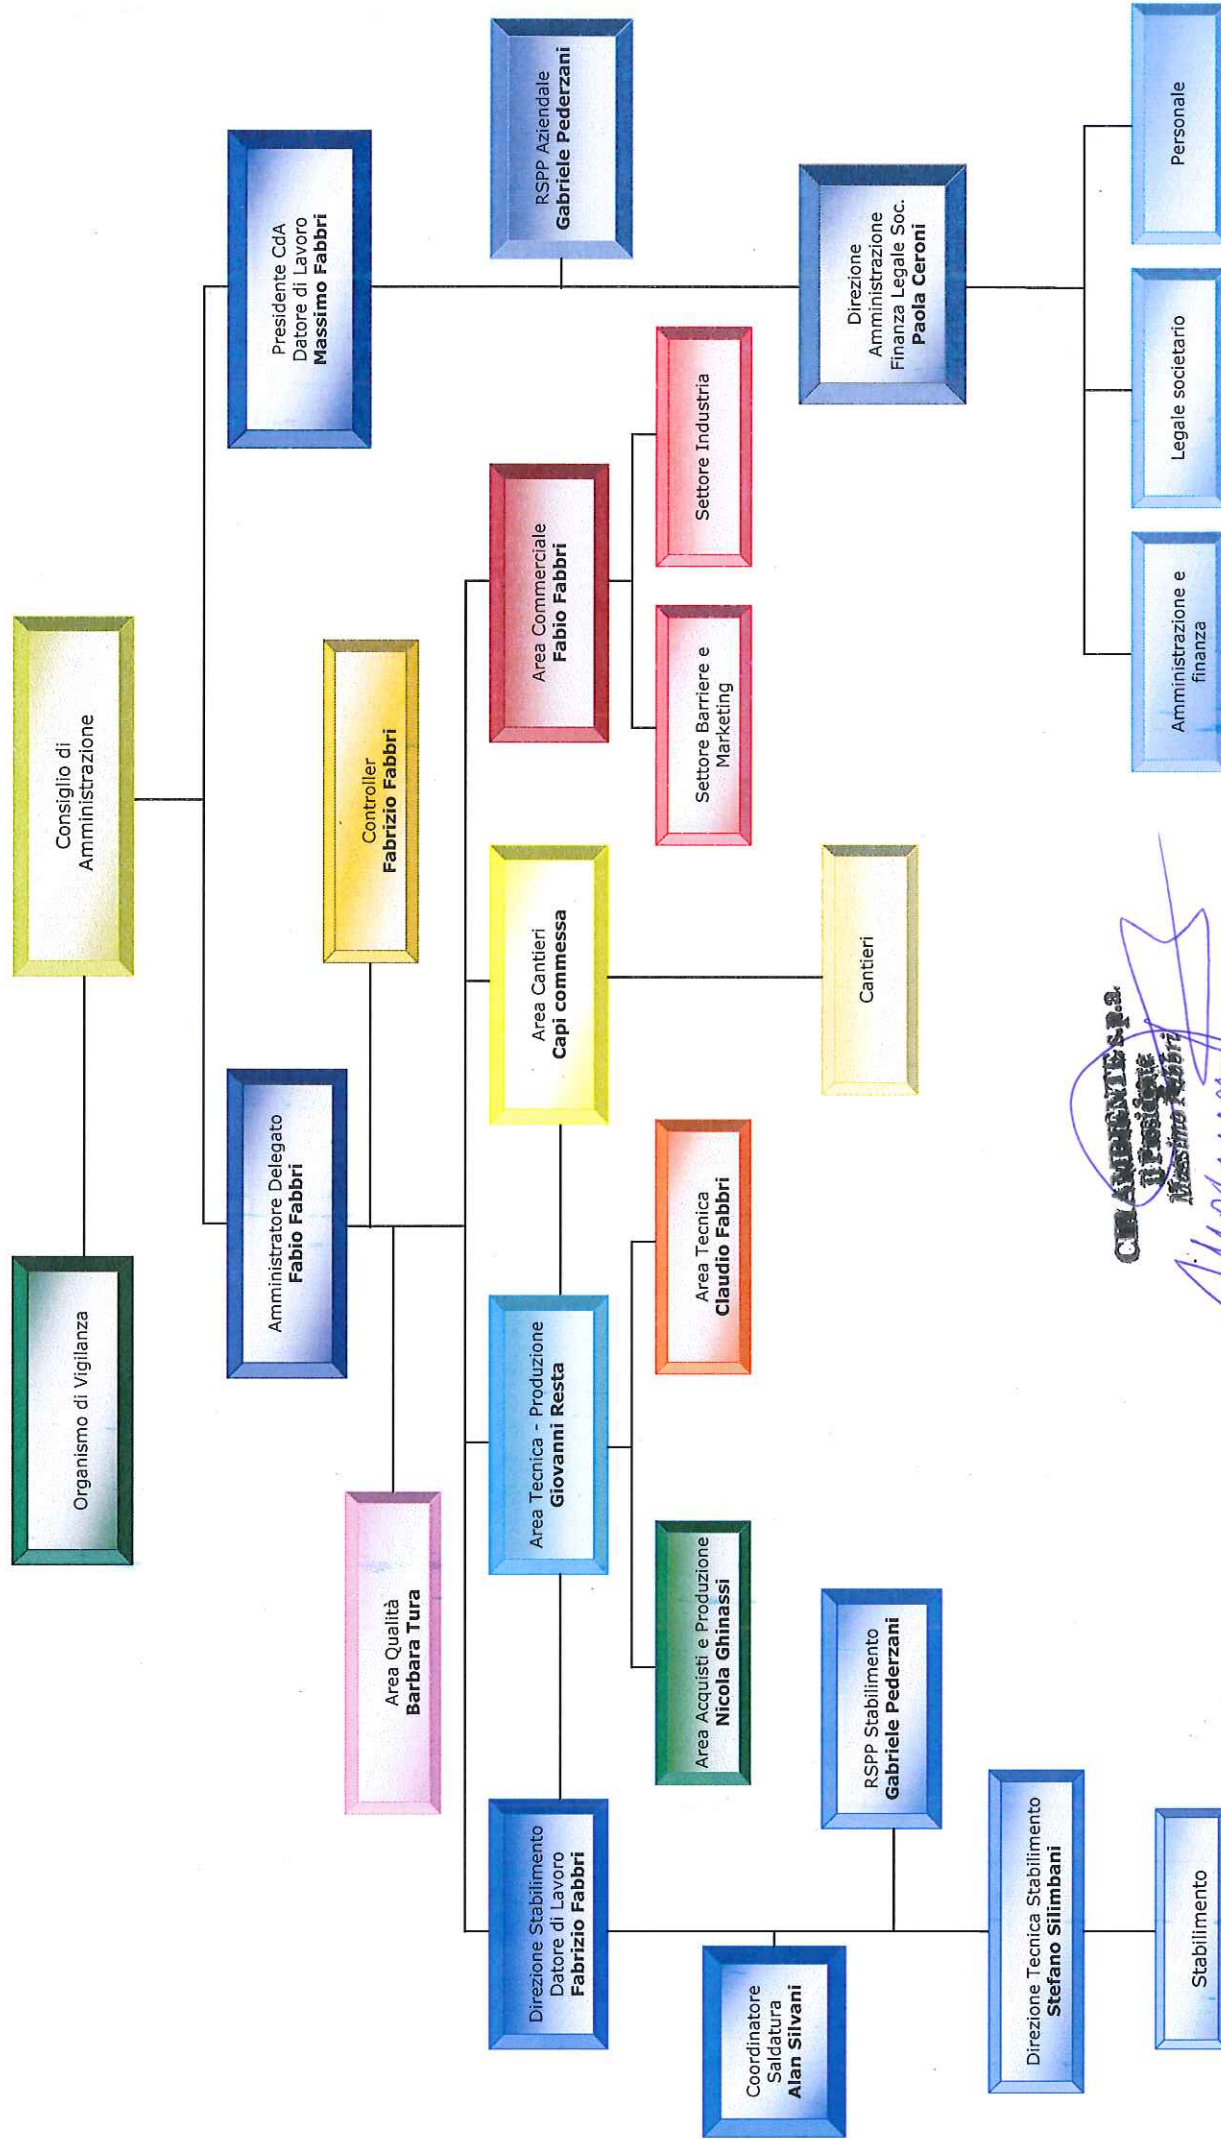 Consiglio di
Amministrazione
Organismo di Vigilanza
Presidente CdA
Datore di Lavoro
Massimo Fabbri
Amministratore Delegato
Fabio Fabbri
Controller
Fabrizio Fabbri
Area Qualità
Barbara Tura
RSPP Aziendale
Gabriele Pederzani
Direzione Stabilimento
Datore di Lavoro
Fabrizio Fabbri
Area Tecnica - Produzione
Giovanni Resta
Area Cantieri
Capi commessa
Area Commerciale
Fabio Fabbri
Area Acquisti e Produzione
Nicola Ghinassi
Area Tecnica
Claudio Fabbri
Settore Barriere e
Marketing
Settore Industria
Coordinatore
Saldatura
Alan Silvani
RSPP Stabilimento
Gabriele Pederzani
Cantieri
Direzione
Amministrazione
Finanza Legale Soc.
Paola Ceroni
Direzione Tecnica Stabilimento
Stefano Silimbani
Stabilimento
Amministrazione e
finanza
Legale societario
Personale
Il Presidente
Massimo Fabbri